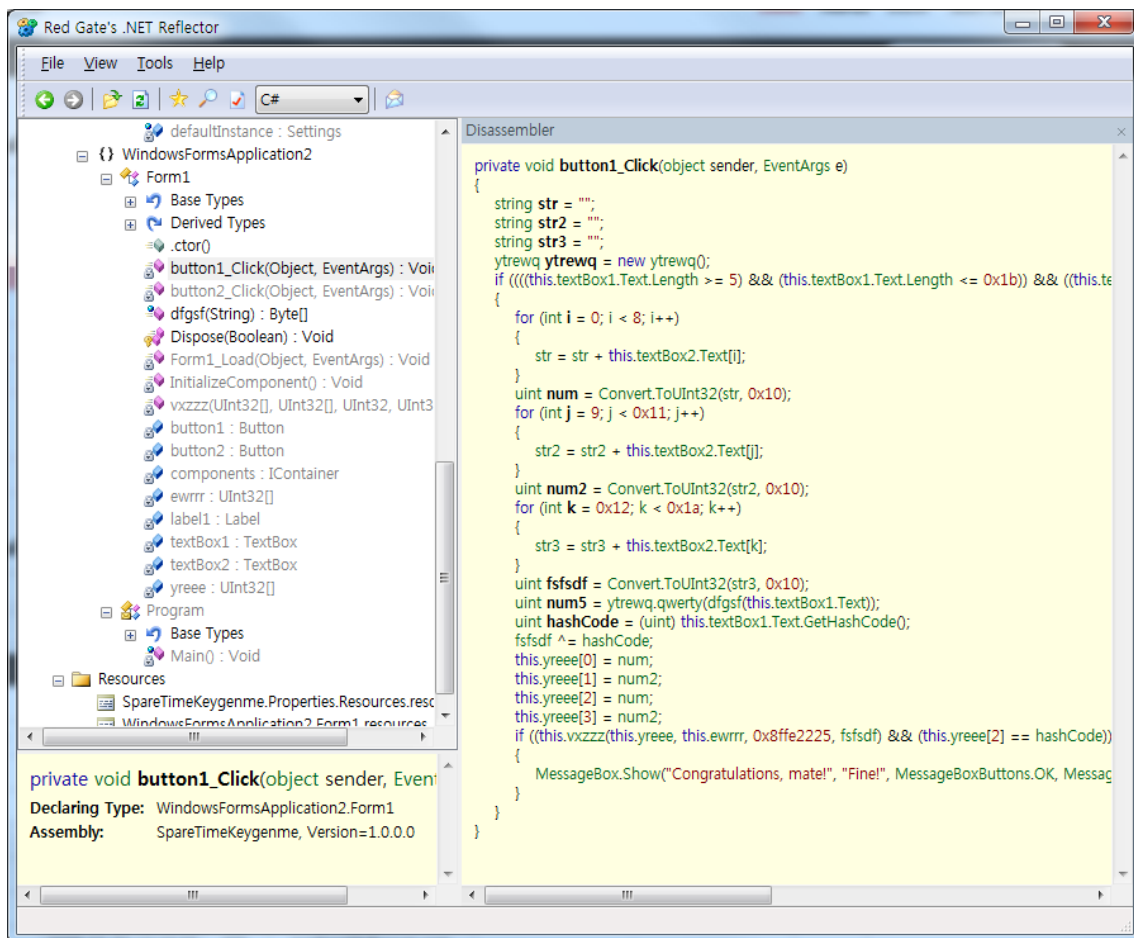 Red Gate's .NET Reflector
File View Tools Help
C#
defaultInstance : Settings
{} WindowsFormsApplication2
Form1
Base Types
Derived Types
.ctor()
button1_Click(Object, EventArgs) : Void
button2_Click(Object, EventArgs) : Void
dfgsf(String) : Byte[]
Dispose(Boolean) : Void
Form1_Load(Object, EventArgs) : Void
InitializeComponent() : Void
vxzzz(UInt32[], UInt32[], UInt32, UInt3
button1 : Button
button2 : Button
components : IContainer
ewrrr : UInt32[]
label1 : Label
textBox1 : TextBox
textBox2 : TextBox
yreee : UInt32[]
Program
Base Types
Main() : Void
Resources
SpareTimeKeygenme.Properties.Resources.resc
WindowsFormsApplication2.Form1.resources
private void button1_Click(object sender, Event
Declaring Type: WindowsFormsApplication2.Form1
Assembly: SpareTimeKeygenme, Version=1.0.0.0
Disassembler
private void button1_Click(object sender, EventArgs e)
{
string str = "";
string str2 = "";
string str3 = "";
ytrewq ytrewq = new ytrewq();
if ((((this.textBox1.Text.Length >= 5) && (this.textBox1.Text.Length <= 0x1b)) && ((this.te
{
for (int i = 0; i < 8; i++)
{
str = str + this.textBox2.Text[i];
}
uint num = Convert.ToUInt32(str, 0x10);
for (int j = 9; j < 0x11; j++)
{
str2 = str2 + this.textBox2.Text[j];
}
uint num2 = Convert.ToUInt32(str2, 0x10);
for (int k = 0x12; k < 0x1a; k++)
{
str3 = str3 + this.textBox2.Text[k];
}
uint fsfsdf = Convert.ToUInt32(str3, 0x10);
uint num5 = ytrewq.qwerty(dfgsf(this.textBox1.Text));
uint hashCode = (uint) this.textBox1.Text.GetHashCode();
fsfsdf ^= hashCode;
this.yreee[0] = num;
this.yreee[1] = num2;
this.yreee[2] = num;
this.yreee[3] = num2;
if ((this.vxzzz(this.yreee, this.ewrrr, 0x8ffe2225, fsfsdf) && (this.yreee[2] == hashCode))
{
MessageBox.Show("Congratulations, mate!", "Fine!", MessageBoxButtons.OK, Messag
}
}
}